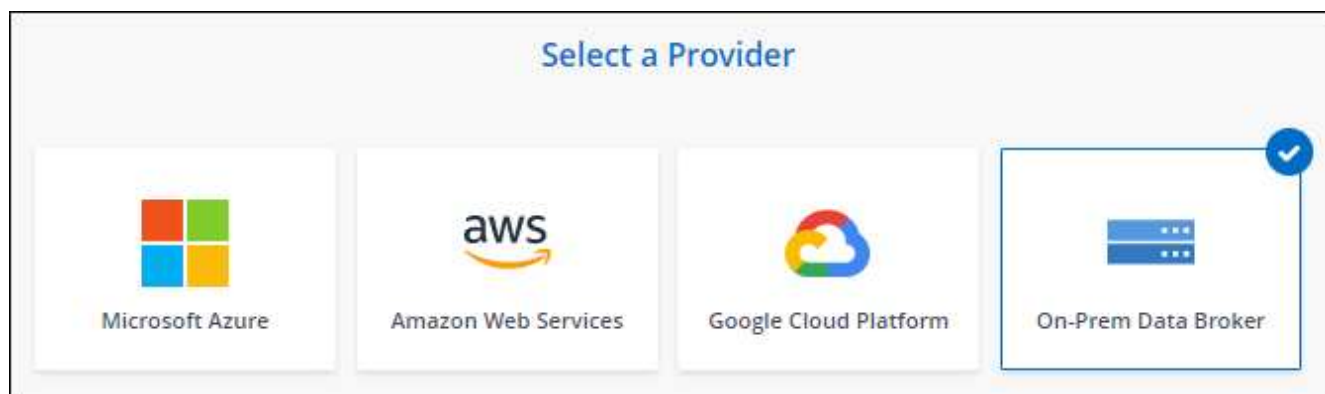 Select a Provider
aws
Microsoft Azure
Amazon Web Services
Google Cloud Platform
On-Prem Data Broker